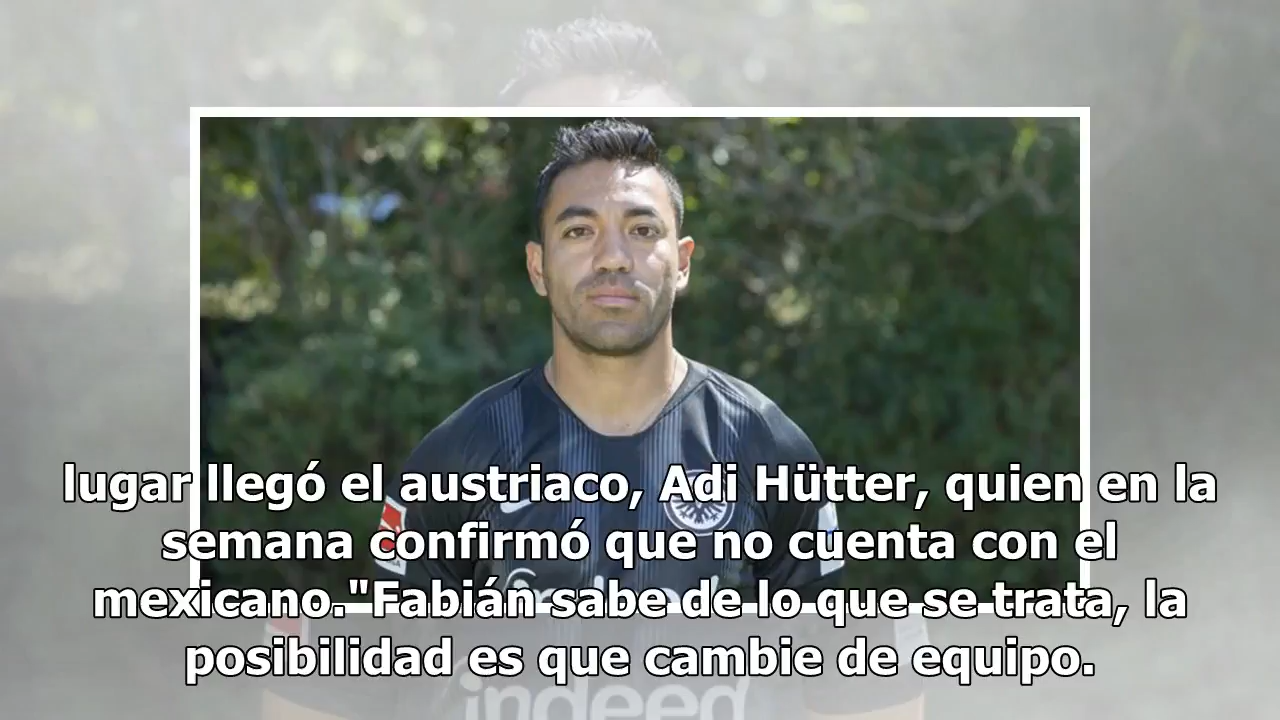 lugar llegó el austriaco, Adi Hütter, quien en la
semana confirmó que no cuenta con el
mexicano."Fabián sabe de lo que se trata, la
posibilidad es que cambie de equipo.
indeed